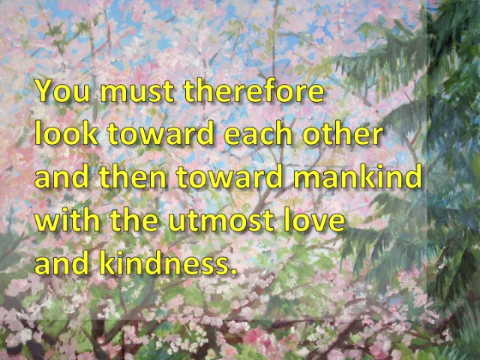 You must therefore
look toward each other
and then toward mankind
with the utmost love
and kindness.